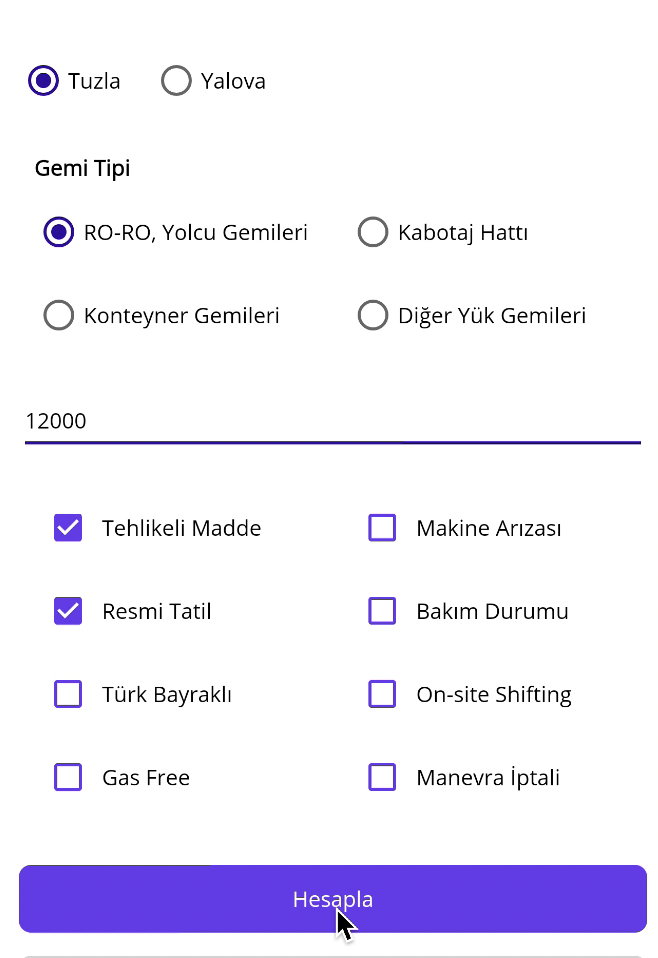 Tuzla Yalova
Gemi Tipi
RO-RO, Yolcu Gemileri Kabotaj Hattı
Konteyner Gemileri Diğer Yük Gemileri
12000
Tehlikeli Madde Makine Arızası
Resmi Tatil Bakım Durumu
Türk Bayraklı On-site Shifting
Gas Free Manevra İptali
Hesapla